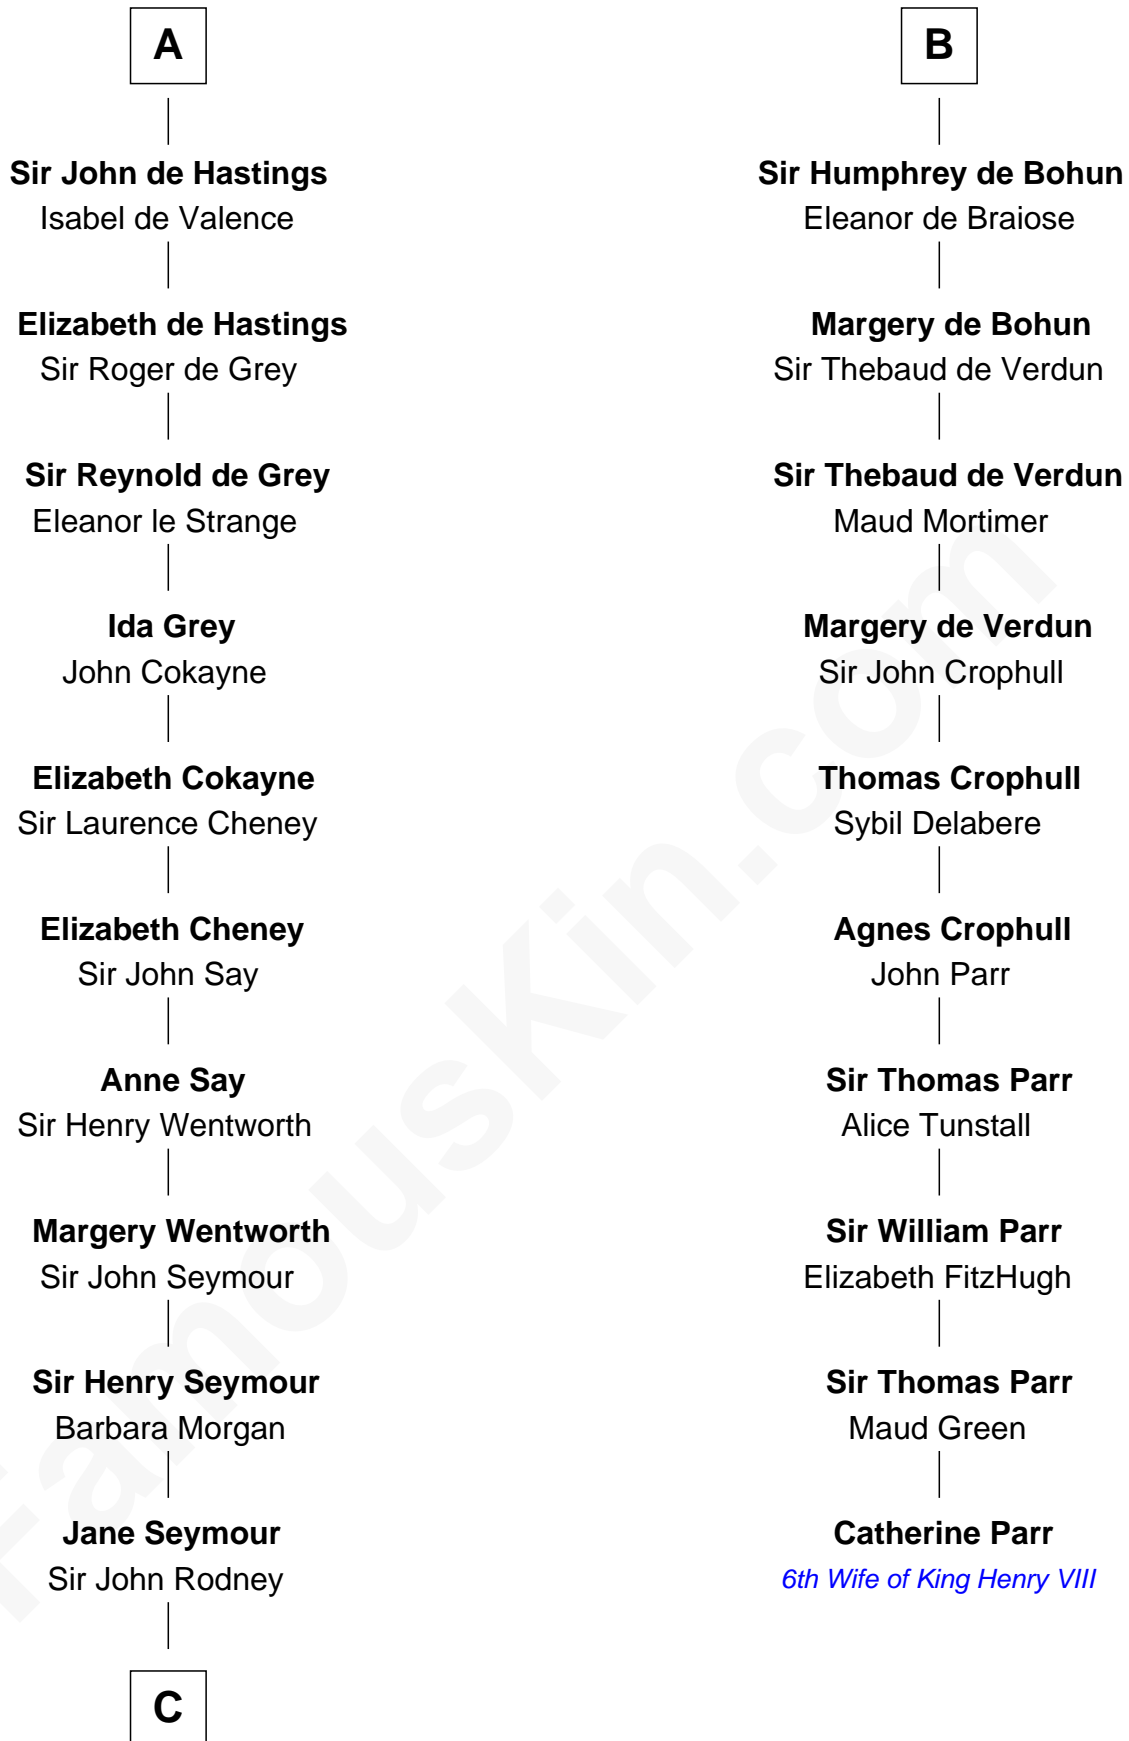 A
Sir John de Hastings
Isabel de Valence
Elizabeth de Hastings
Sir Roger de Grey
Sir Reynold de Grey
Eleanor le Strange
Ida Grey
John Cokayne
Elizabeth Cokayne
Sir Laurence Cheney
Elizabeth Cheney
Sir John Say
Anne Say
Sir Henry Wentworth
Margery Wentworth
Sir John Seymour
Sir Henry Seymour
Barbara Morgan
Jane Seymour
Sir John Rodney
C
B
Sir Humphrey de Bohun
Eleanor de Braiose
Margery de Bohun
Sir Thebaud de Verdun
Sir Thebaud de Verdun
Maud Mortimer
Margery de Verdun
Sir John Crophull
Thomas Crophull
Sybil Delabere
Agnes Crophull
John Parr
Sir Thomas Parr
Alice Tunstall
Sir William Parr
Elizabeth FitzHugh
Sir Thomas Parr
Maud Green
Catherine Parr
6th Wife of King Henry VIII
FamousKin.com